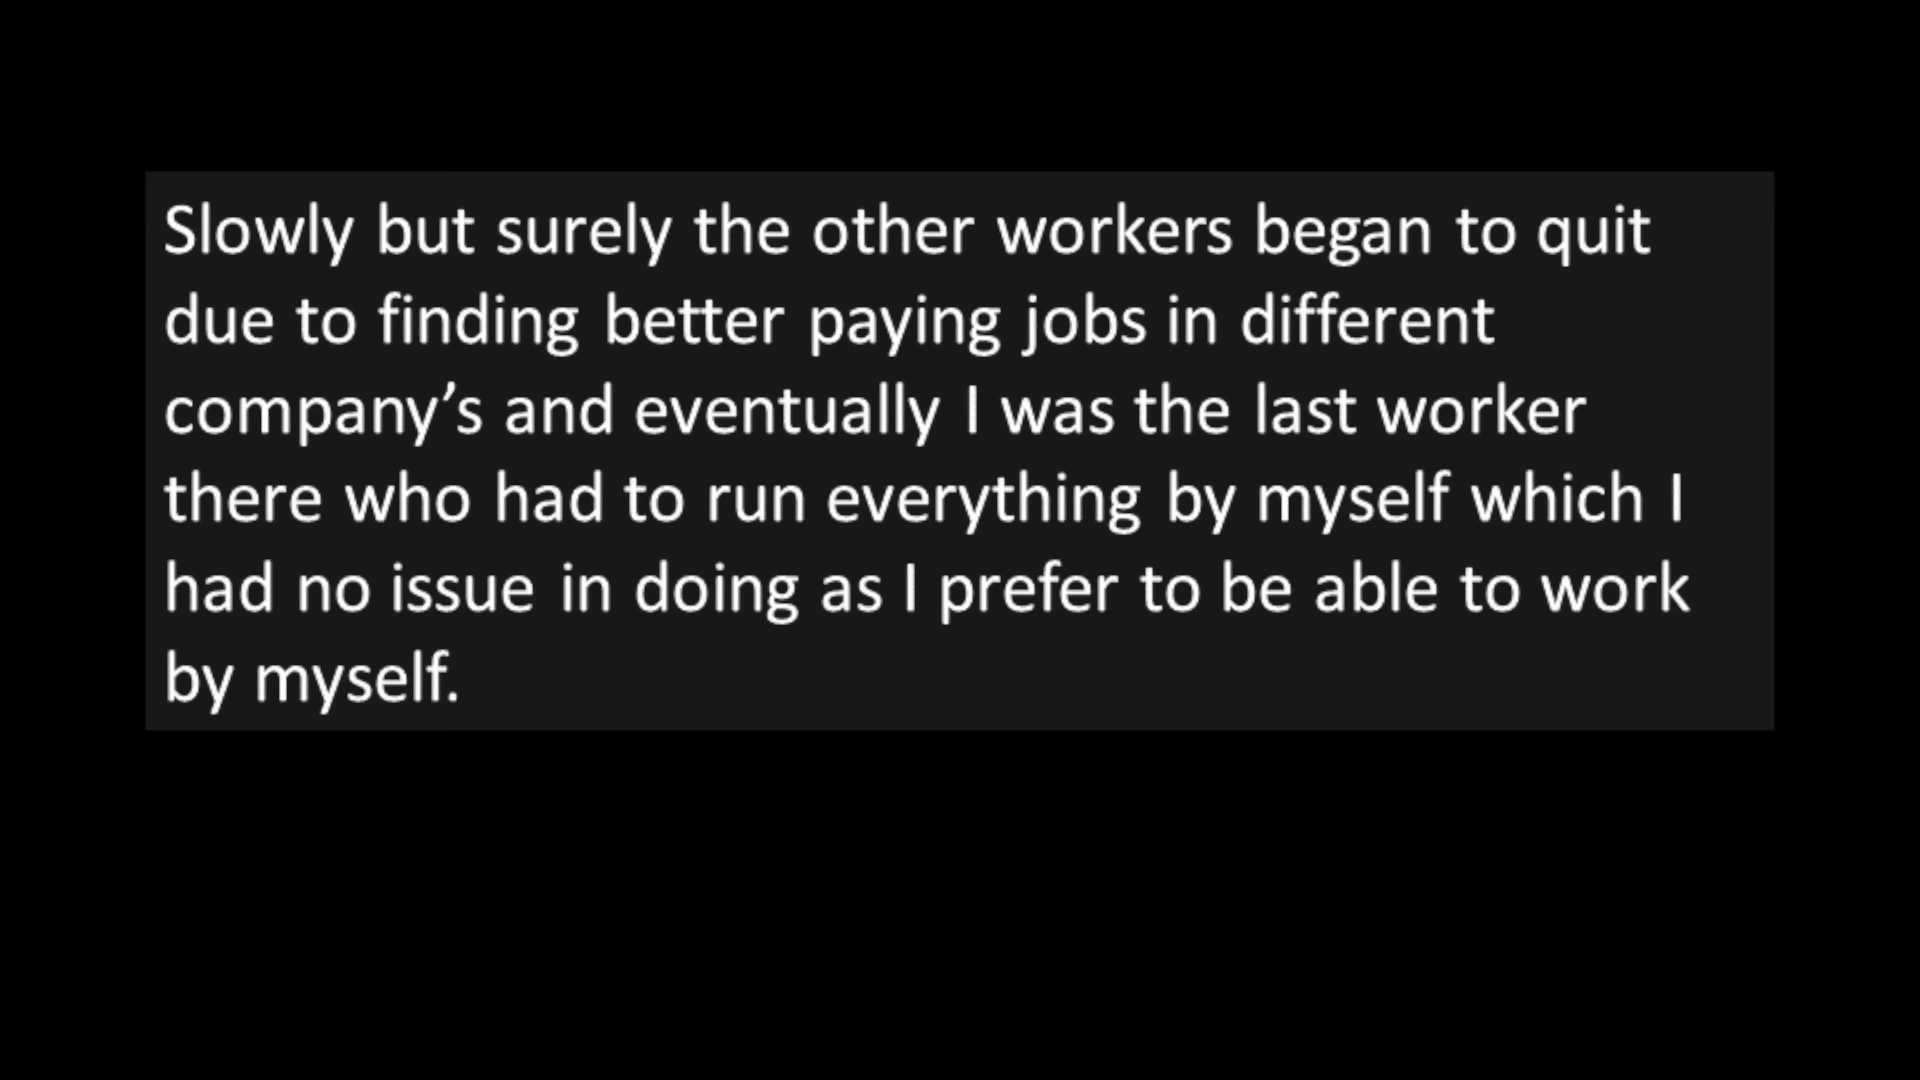 Slowly but surely the other workers began to quit
due to finding better paying jobs in different
company’s and eventually I was the last worker
there who had to run everything by myself which I
had no issue in doing as I prefer to be able to work
by myself.